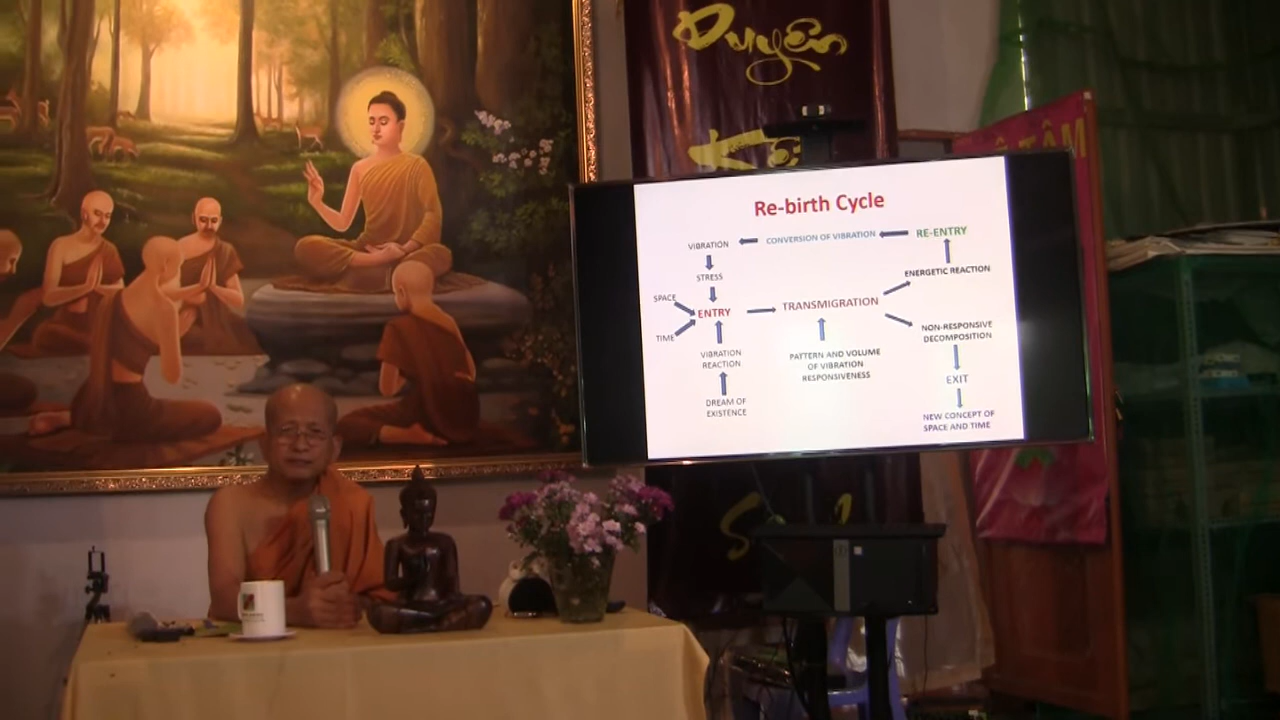 Duyên
TÂM
Re-birth Cycle
VIBRATION
CONVERSION OF VIBRATION
RE-ENTRY
STRESS
ENERGETIC REACTION
SPACE
ENTRY
TRANSMIGRATION
TIME
NON-RESPONSIVE
DECOMPOSITION
VIBRATION
REACTION
PATTERN AND VOLUME
OF VIBRATION
RESPONSIVENESS
EXIT
DREAM OF
EXISTENCE
NEW CONCEPT OF
SPACE AND TIME